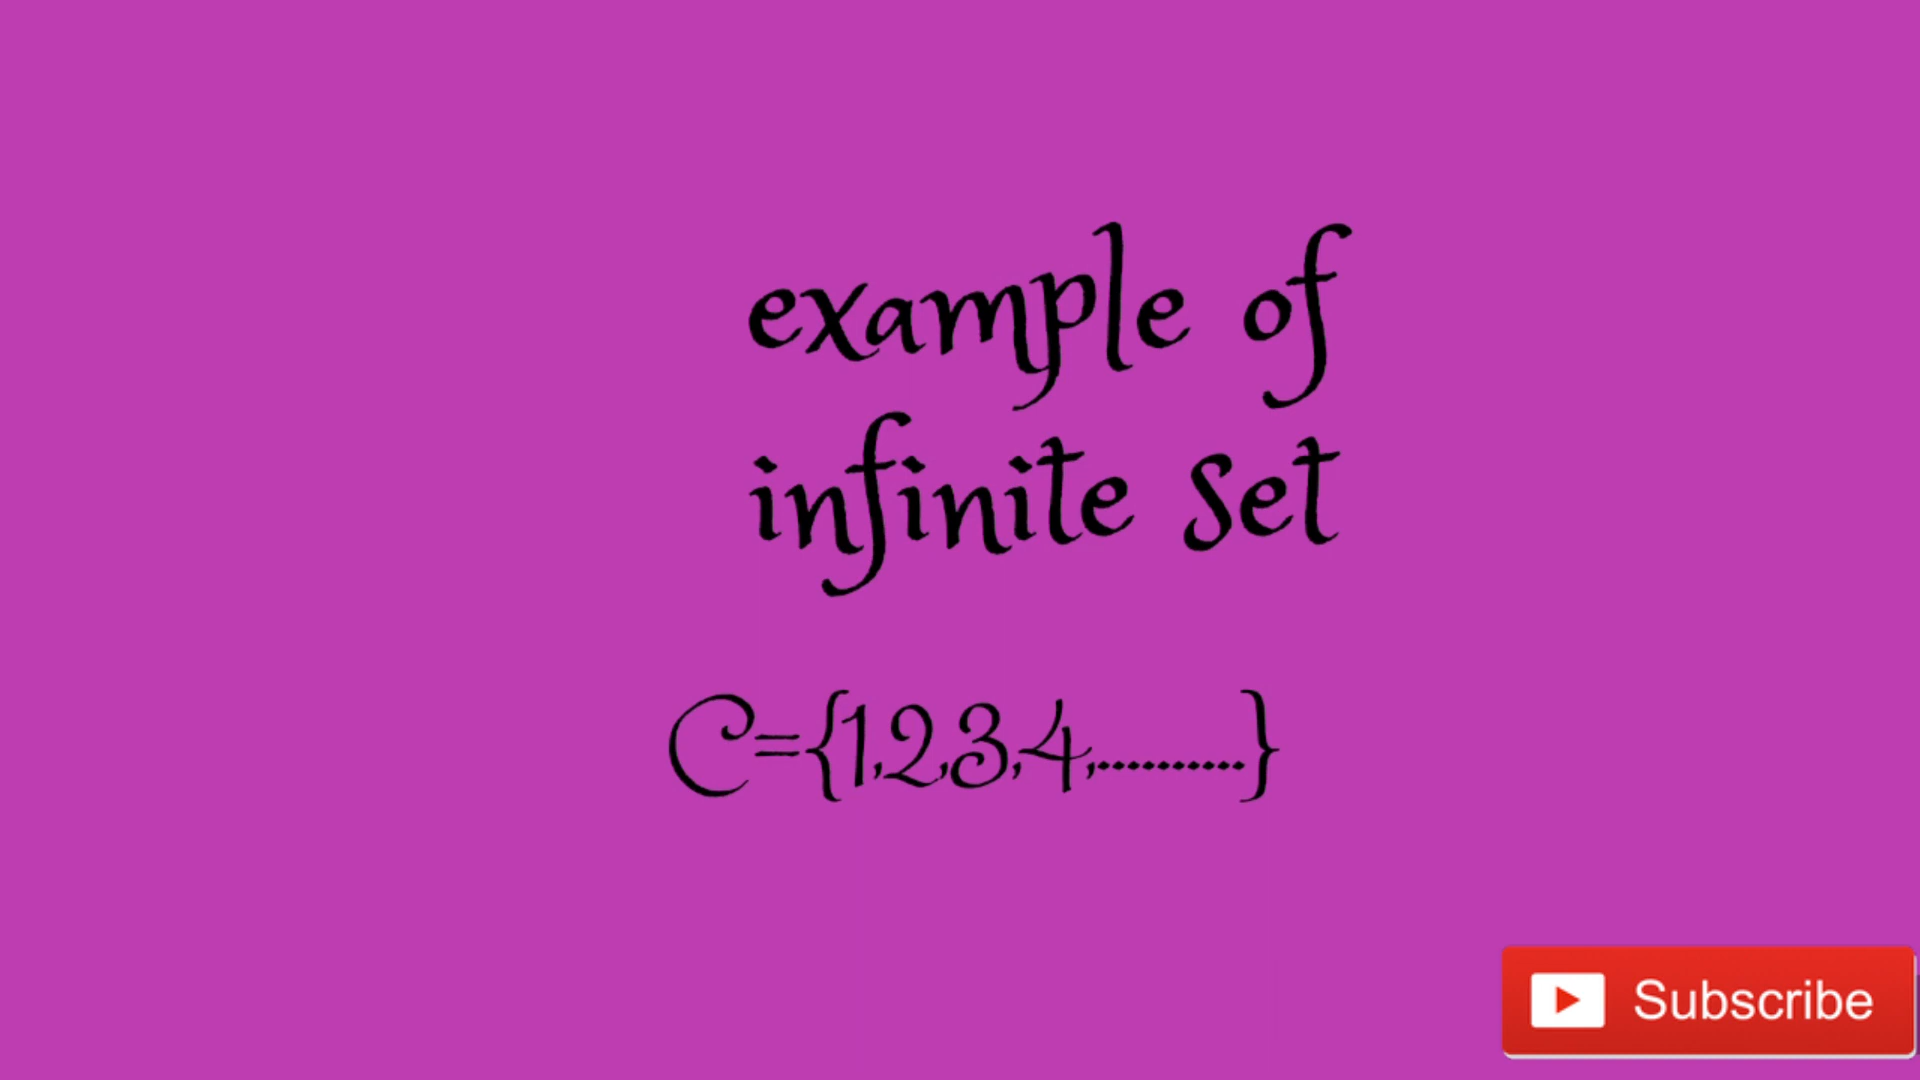 example of
infinite set
C={1,2,3,4,...........}
Subscribe